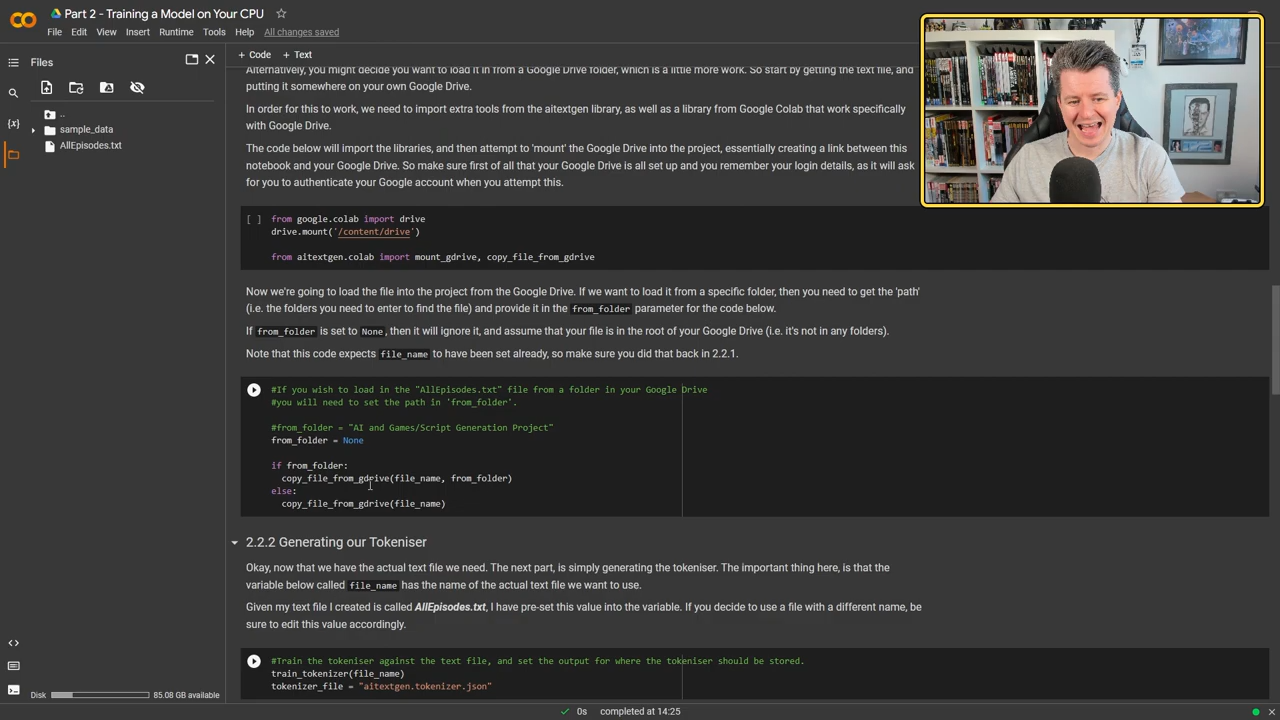 Part 2 - Training a Model on Your CPU
File Edit View Insert Runtime Tools Help All changes saved
Files
+ Code + Text
..
sample_data
AllEpisodes.txt
Alternatively, you might decide you want to load it in from a Google Drive folder, which is a little more work. So start by getting the text file, and
putting it somewhere on your own Google Drive.
In order for this to work, we need to import extra tools from the aitextgen library, as well as a library from Google Colab that work specifically
with Google Drive.
The code below will import the libraries, and then attempt to 'mount' the Google Drive into the project, essentially creating a link between this
notebook and your Google Drive. So make sure first of all that your Google Drive is all set up and you remember your login details, as it will ask
for you to authenticate your Google account when you attempt this.
[ ] from google.colab import drive
drive.mount('/content/drive')
from aitextgen.colab import mount_gdrive, copy_file_from_gdrive
Now we're going to load the file into the project from the Google Drive. If we want to load it from a specific folder, then you need to get the 'path'
(i.e. the folders you need to enter to find the file) and provide it in the from_folder parameter for the code below.
If from_folder is set to None, then it will ignore it, and assume that your file is in the root of your Google Drive (i.e. it's not in any folders).
Note that this code expects file_name to have been set already, so make sure you did that back in 2.2.1.
#If you wish to load in the "AllEpisodes.txt" file from a folder in your Google Drive
#you will need to set the path in 'from_folder'.
#from_folder = "AI and Games/Script Generation Project"
from_folder = None
if from_folder:
copy_file_from_gdrive(file_name, from_folder)
else:
copy_file_from_gdrive(file_name)
2.2.2 Generating our Tokeniser
Okay, now that we have the actual text file we need. The next part, is simply generating the tokeniser. The important thing here, is that the
variable below called file_name has the name of the actual text file we want to use.
Given my text file I created is called AllEpisodes.txt, I have pre-set this value into the variable. If you decide to use a file with a different name, be
sure to edit this value accordingly.
#Train the tokeniser against the text file, and set the output for where the tokeniser should be stored.
train_tokenizer(file_name)
tokenizer_file = "aitextgen.tokenizer.json"
Disk 85.08 GB available
0s completed at 14:25